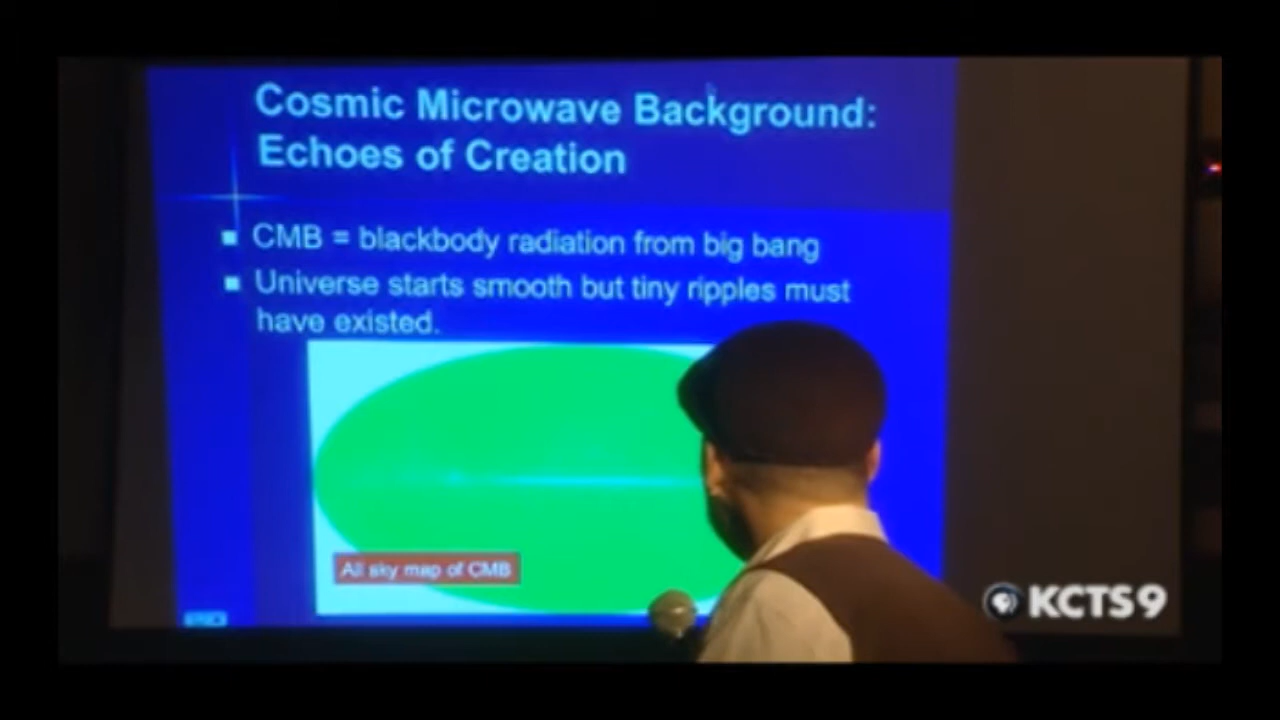 Cosmic Microwave Background:
Echoes of Creation
CMB = blackbody radiation from big bang
Universe starts smooth but tiny ripples must
have existed.
All sky map of CMB
KCTS9